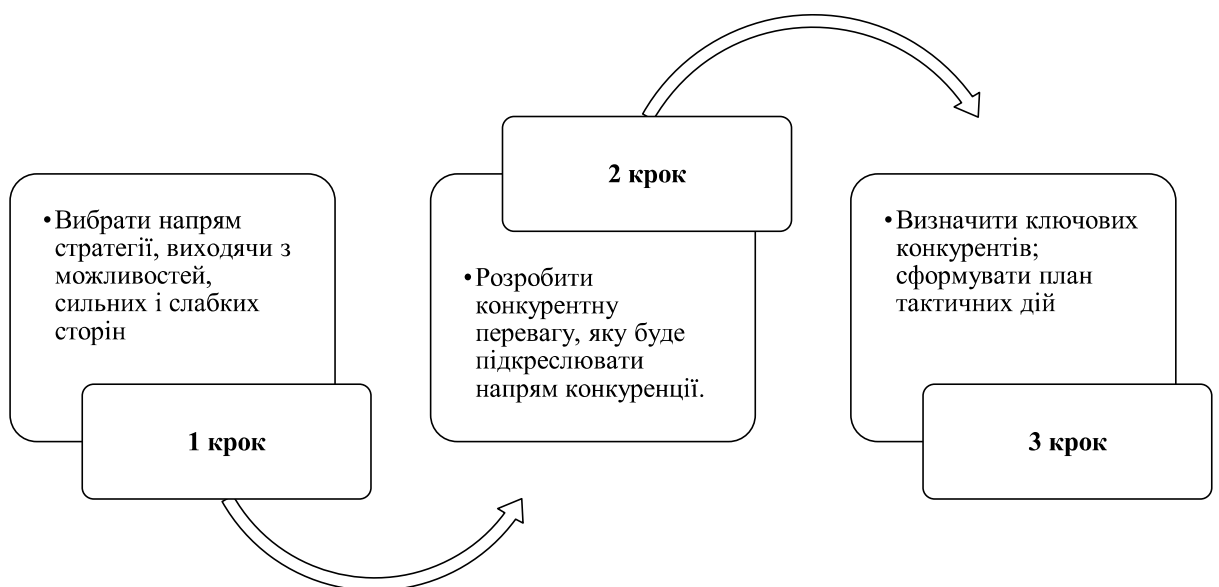 •Вибрати напрям
стратегії, виходячи з
можливостей,
сильних і слабких
сторін
1 крок
2 крок
•Розробити
конкурентну
перевагу, яку буде
підкреслювати
напрям конкуренції.
•Визначити ключових
конкурентів;
сформувати план
тактичних дій
3 крок